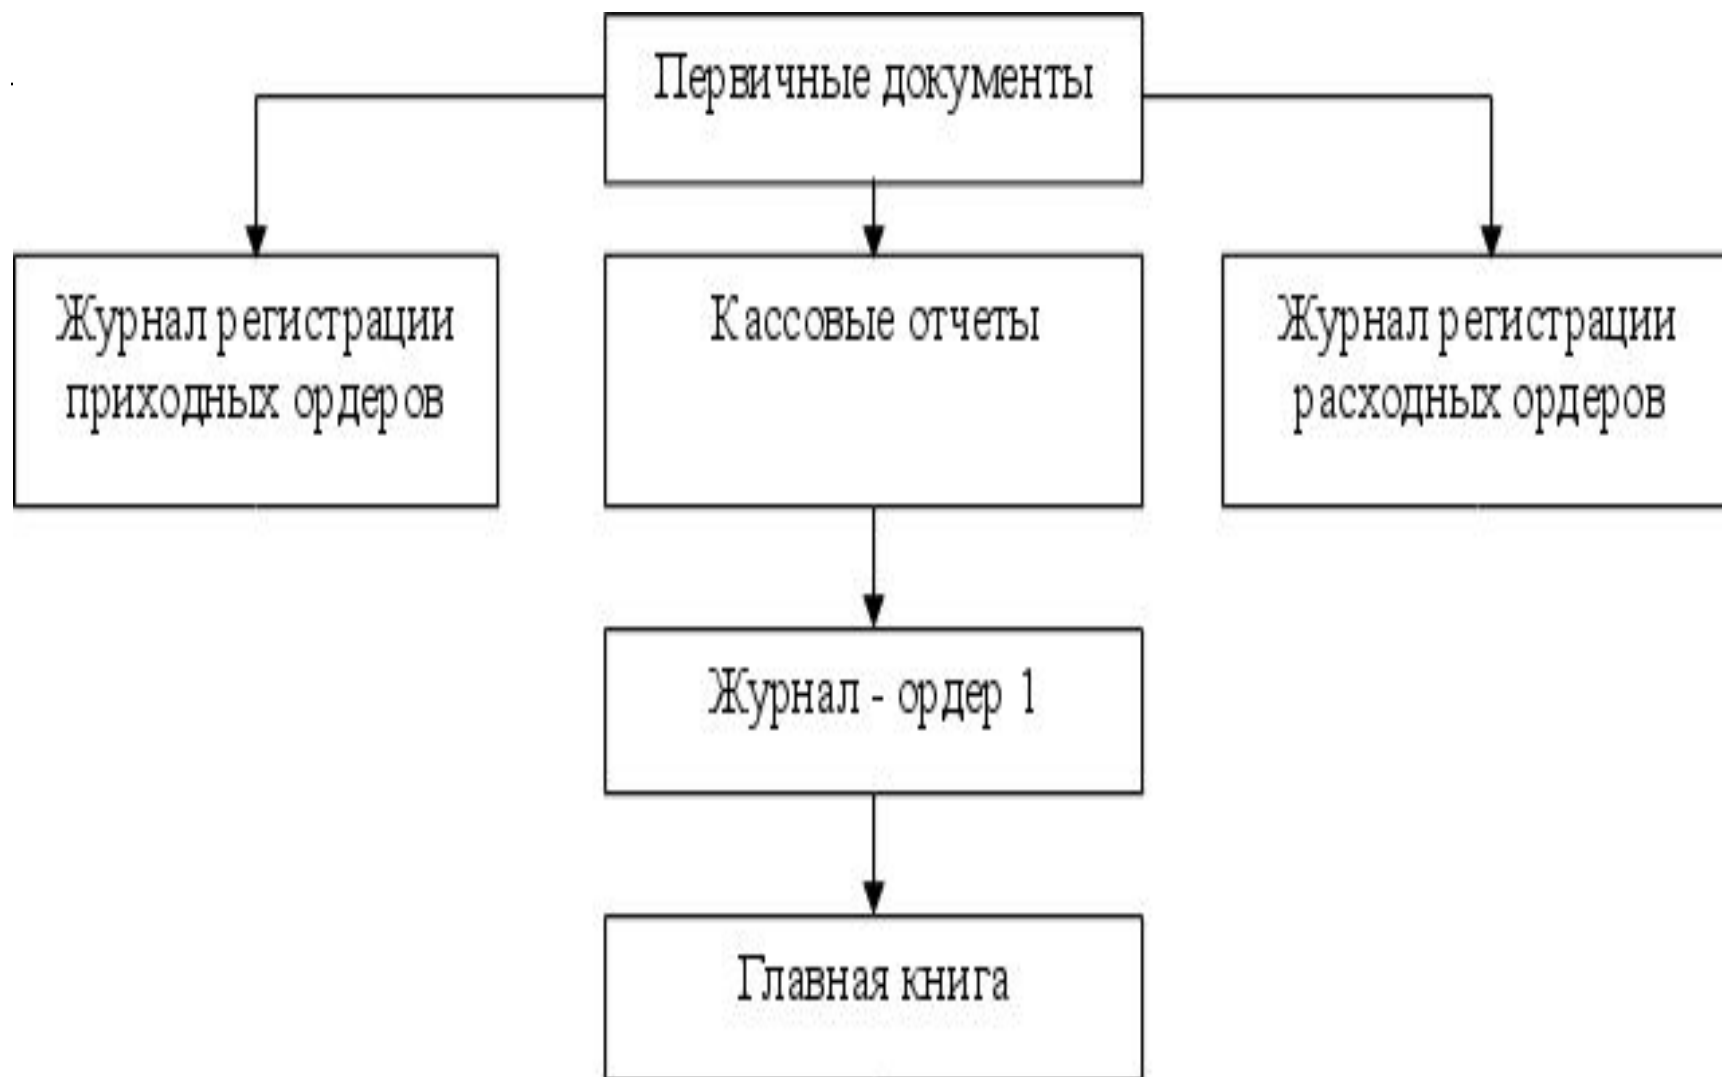 Первичные документы
Журнал регистрации
приходных ордеров
Кассовые отчеты
Журнал регистрации
расходных ордеров
Журнал - ордер 1
Главная книга